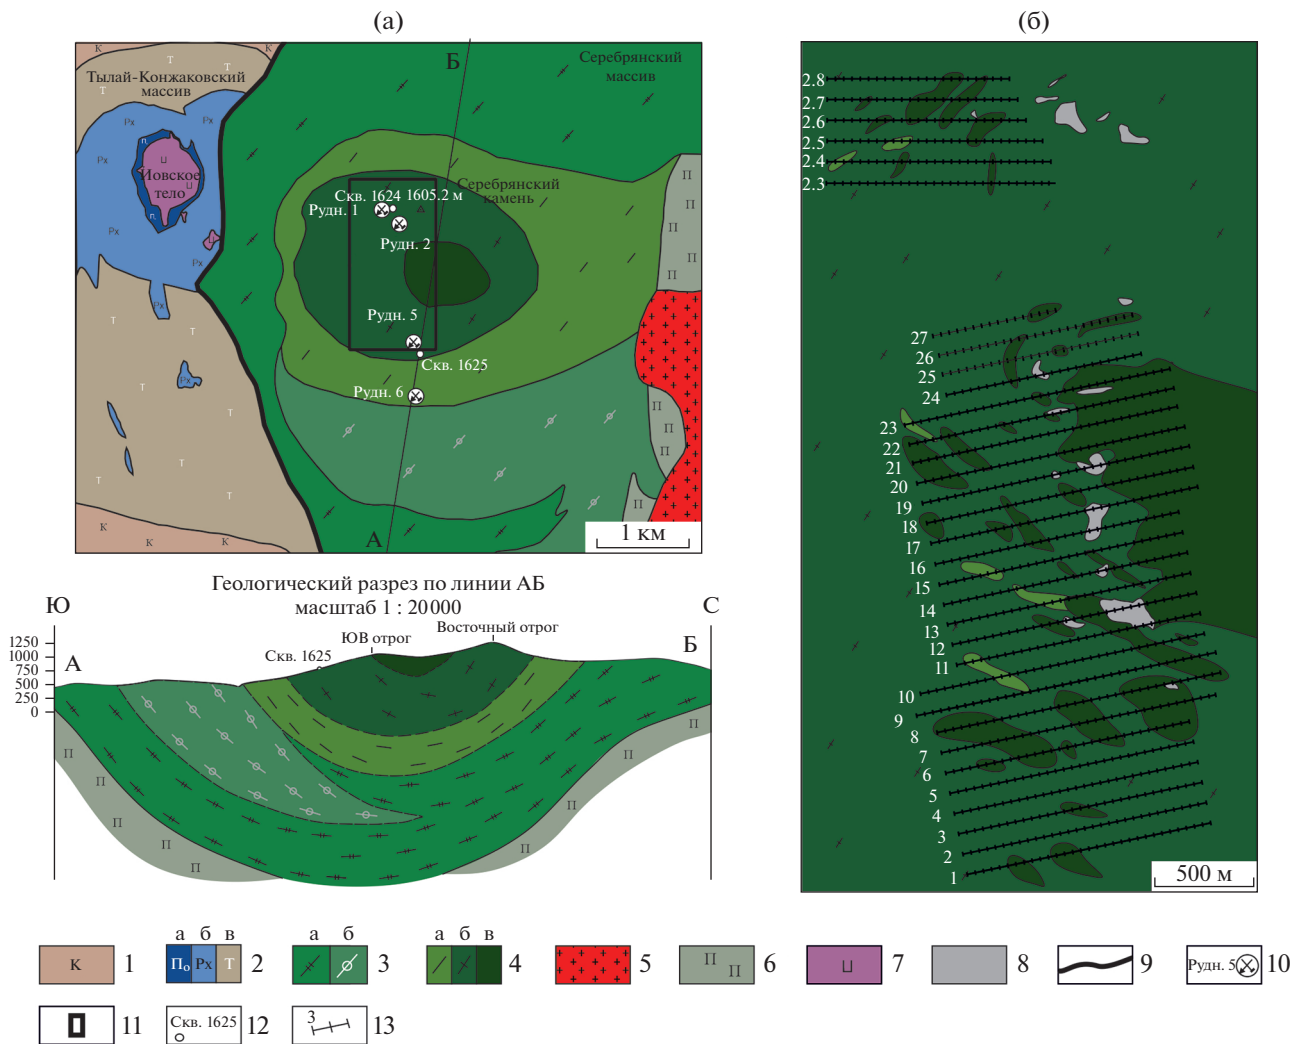 (а)
Б
Серебрянский
массив
Тылай-Конжаковский
массив
К
К
Т
Т
Т
Рх
Рх
Рх
П
П
Ц
Ц
Иовское
тело
Рх
Рх
Ц
Рх
Серебрянский
камень
Скв. 1624
1605.2 м
Рудн. 1
Рудн. 2
Рудн. 5
Скв. 1625
Рудн. 6
П
П
П
П
П
П
П
П
Т
Т
Т
Рх
Т
Т
Т
Т
К
К
К
К
А
1 км
Геологический разрез по линии АБ
масштаб 1 : 20000
Ю
С
А
Б
1250
1000
750
500
250
0
Скв. 1625
ЮВ отрог
Восточный отрог
П
П
П
П
П
П
(б)
2.8
2.7
2.6
2.5
2.4
2.3
27
26
25
24
23
22
21
20
19
18
17
16
15
14
13
12
11
10
9
8
7
6
5
4
3
2
1
500 м
К
1
а б в
По Рх Т
2
а б
3
а б в
4
5
П П
6
Ц
7
8
9
Рудн. 5
10
11
Скв. 1625
12
3
13